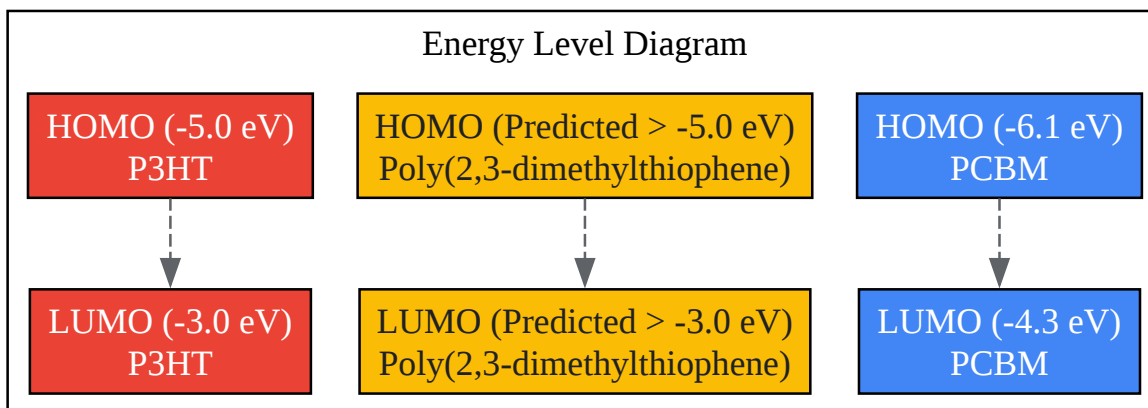 Energy Level Diagram
HOMO (-5.0 eV)
P3HT
HOMO (Predicted > -5.0 eV)
Poly(2,3-dimethylthiophene)
HOMO (-6.1 eV)
PCBM
LUMO (-3.0 eV)
P3HT
LUMO (Predicted > -3.0 eV)
Poly(2,3-dimethylthiophene)
LUMO (-4.3 eV)
PCBM